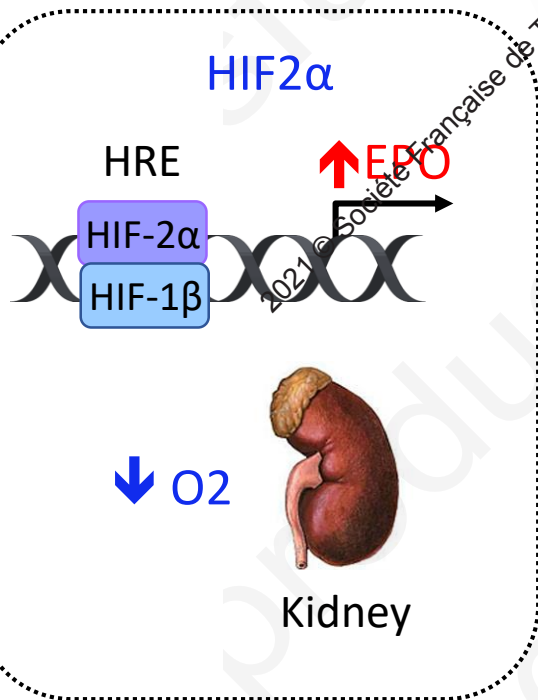 HIF2α
HRE
↑EPO
HIF-2α
HIF-1β
2021 © Société Française de
↓ O2
Kidney